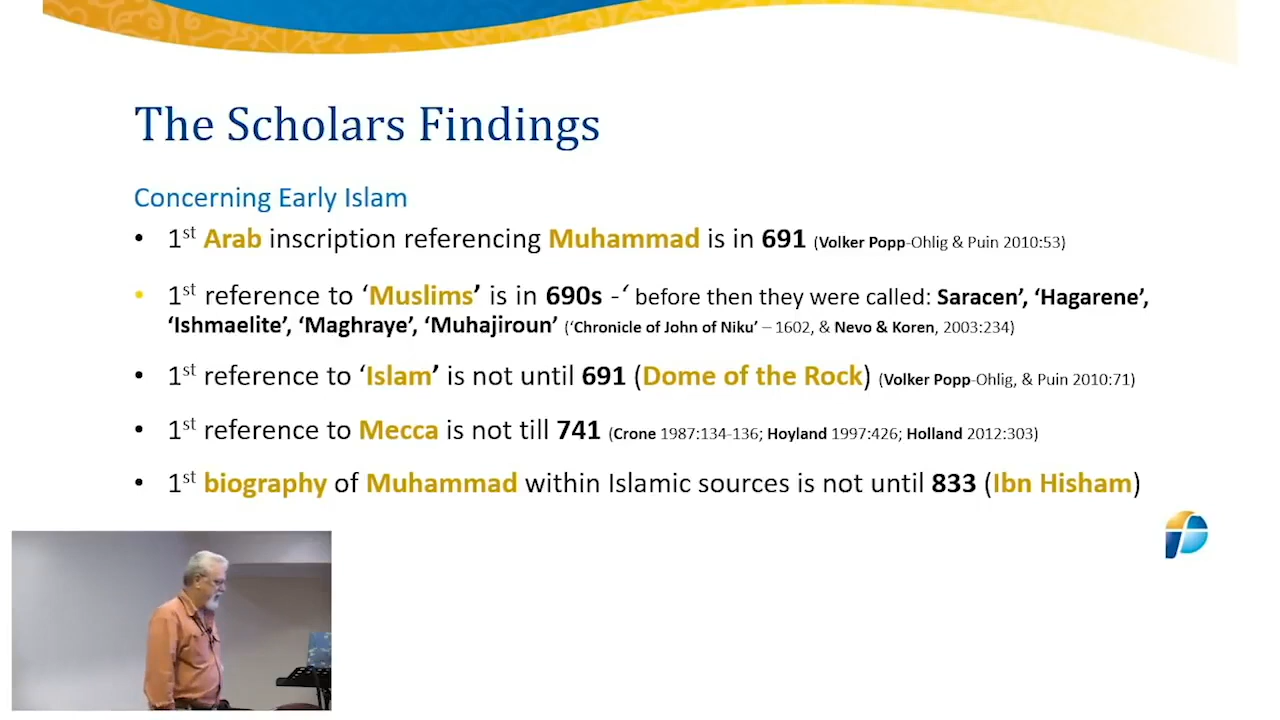 The Scholars Findings
Concerning Early Islam
• 1st Arab inscription referencing Muhammad is in 691 (Volker Popp-Ohlig & Puin 2010:53)
• 1st reference to ‘Muslims’ is in 690s -‘ before then they were called: Saracen’, ‘Hagarene’,
‘Ishmaelite’, ‘Maghraye’, ‘Muhajiroun’ (‘Chronicle of John of Niku’ – 1602, & Nevo & Koren, 2003:234)
• 1st reference to ‘Islam’ is not until 691 (Dome of the Rock) (Volker Popp-Ohlig, & Puin 2010:71)
• 1st reference to Mecca is not till 741 (Crone 1987:134-136; Hoyland 1997:426; Holland 2012:303)
• 1st biography of Muhammad within Islamic sources is not until 833 (Ibn Hisham)